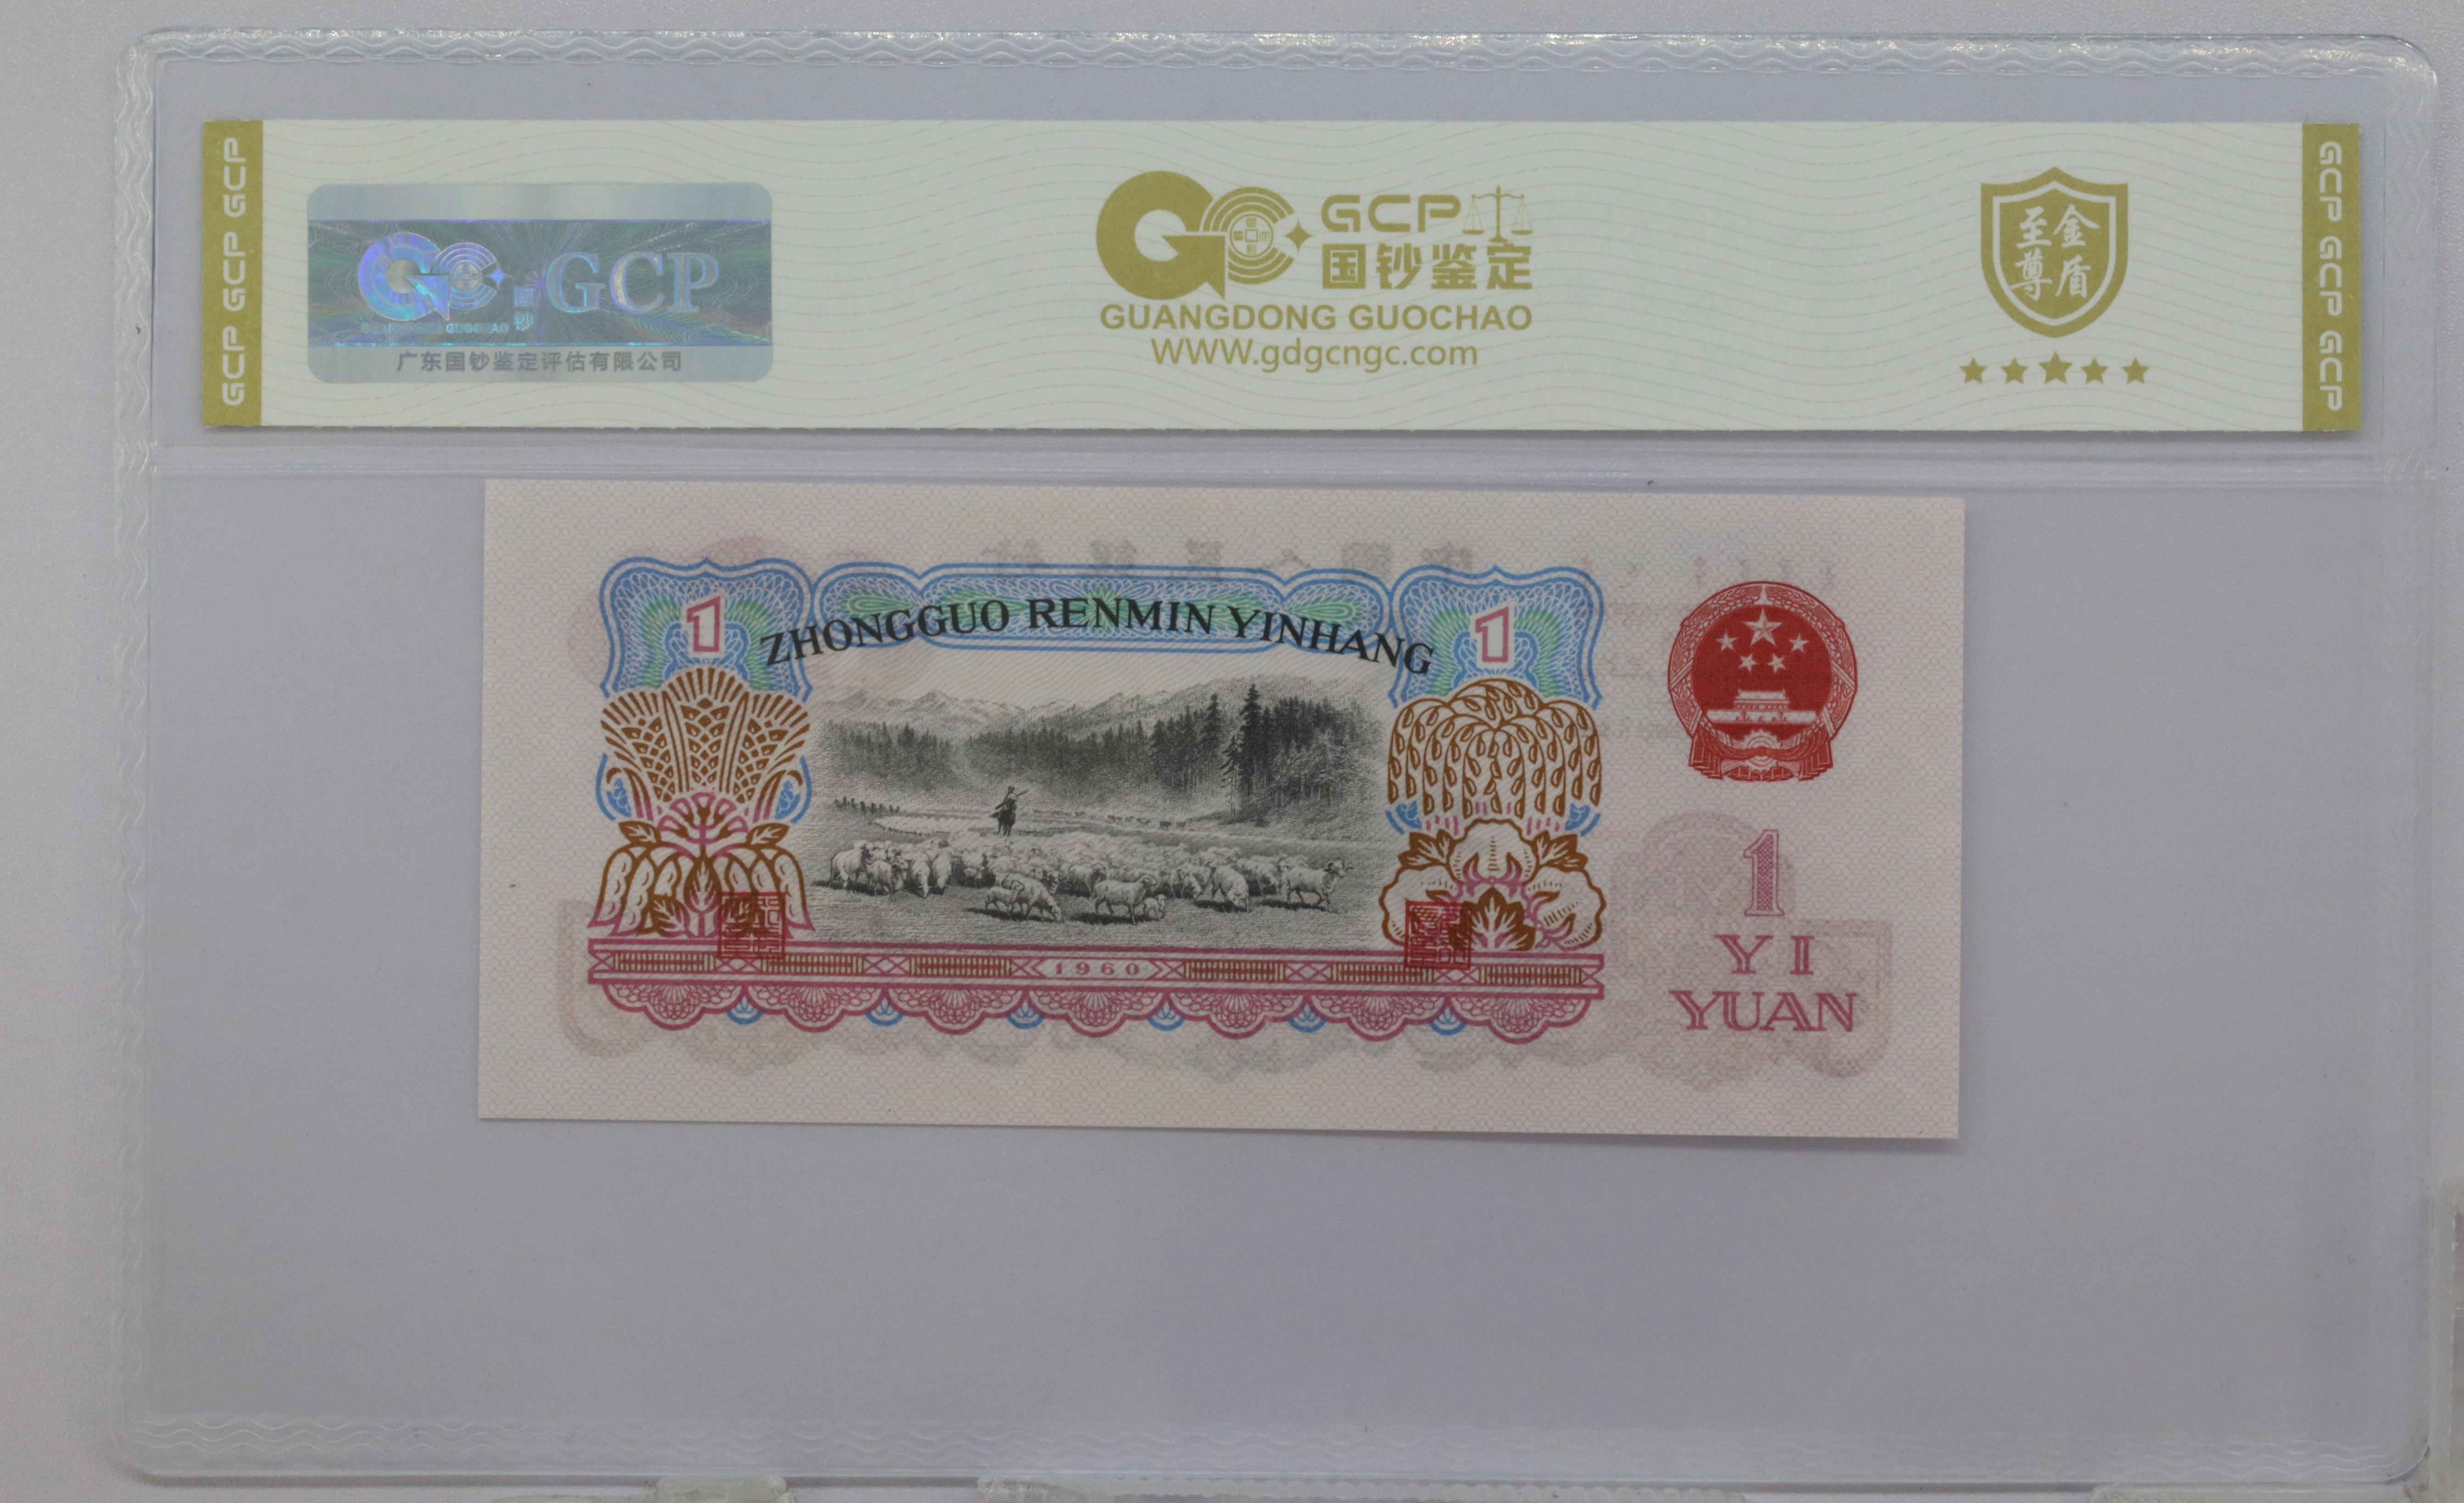 GCP GCP GCP
GCP
GUOCHAO 钞
广东国钞鉴定评估有限公司
GCP
国钞鉴定
GUANGDONG GUOCHAO
WWW.gdgcngc.com
至尊
金盾
GCP GCP GCP
ZHONGGUO RENMIN YINHANG
1
1
1
YI
YUAN
1960